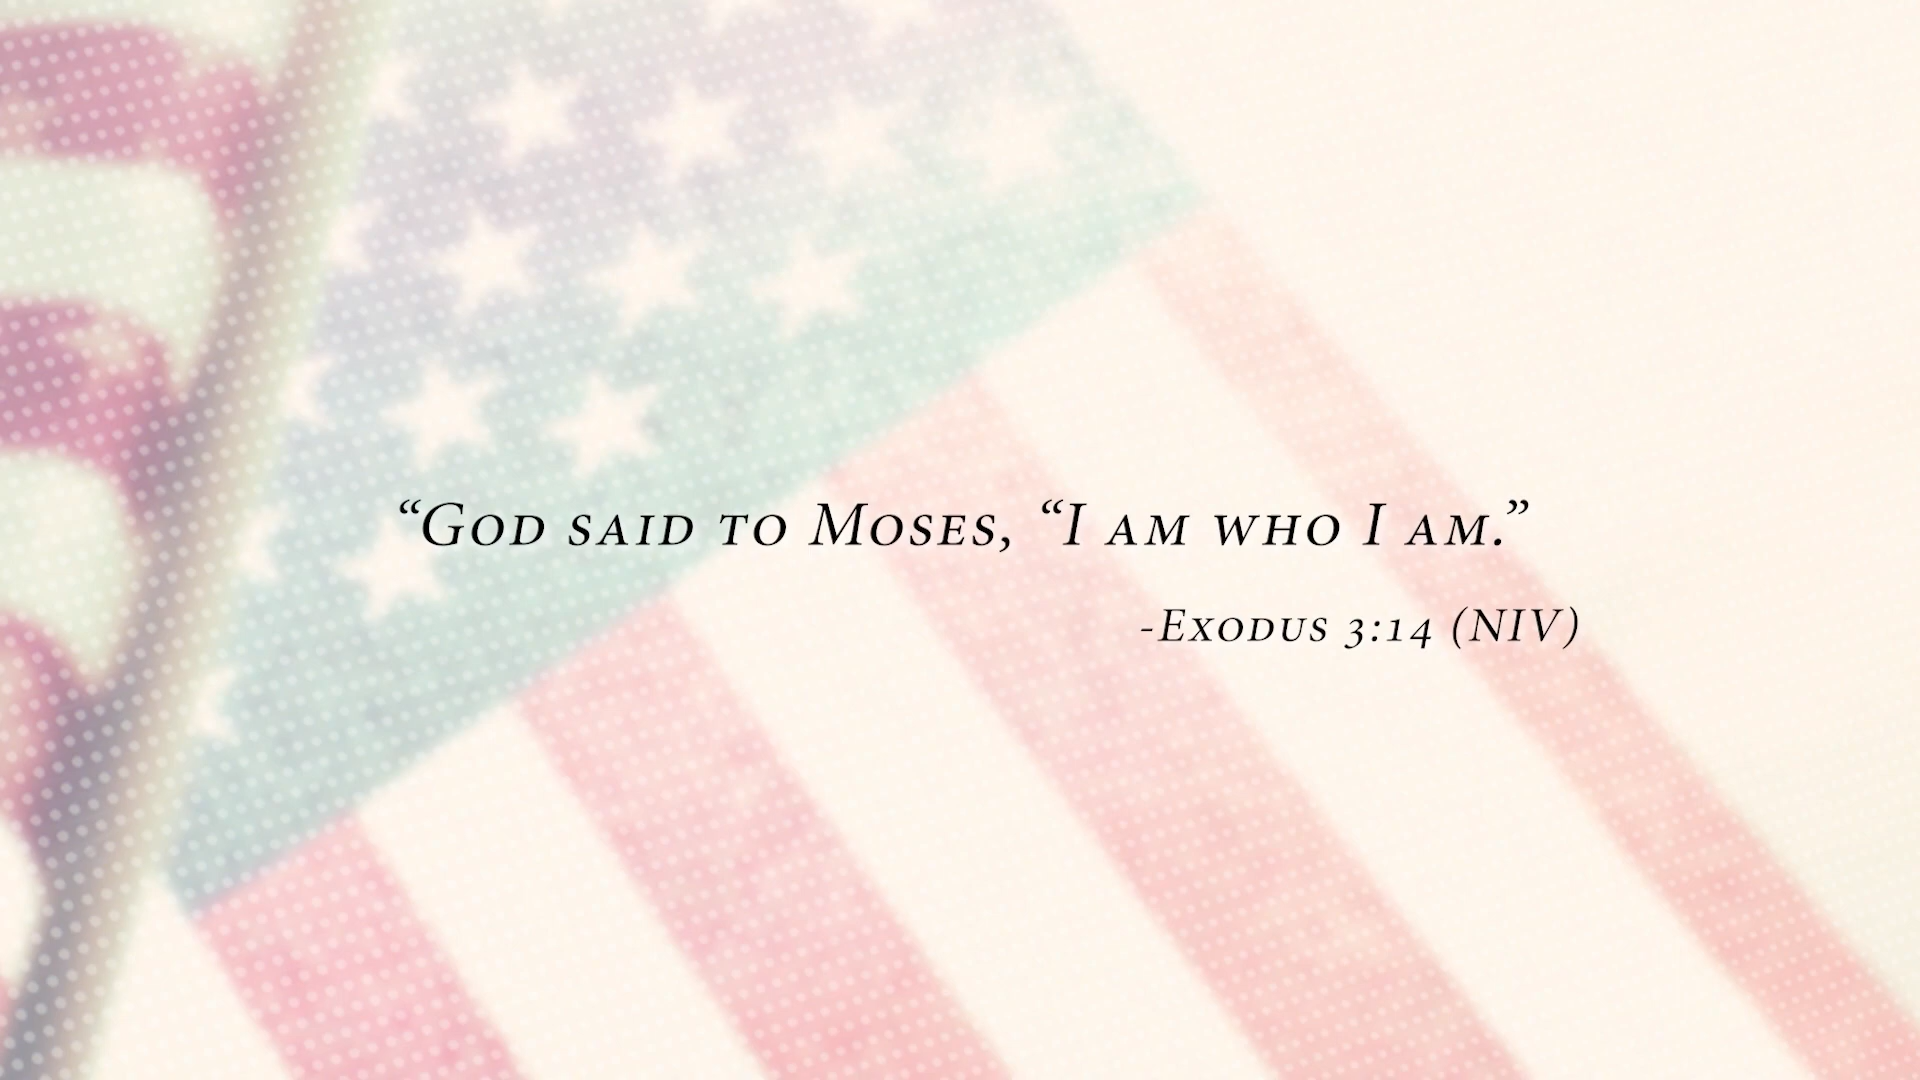 “God said to Moses, “I am who I am.”
-Exodus 3:14 (NIV)